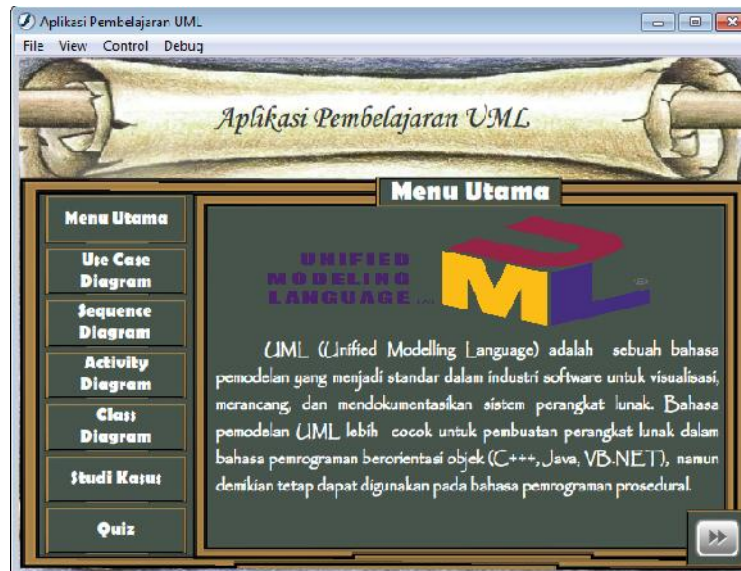 Aplikasi Pembelajaran UML
File View Control Debug
Aplikasi Pembelajaran UML
Menu Utama
Menu Utama
Use Case
Diagram
Sequence
Diagram
Activity
Diagram
Class
Diagram
Studi Kasus
Quiz
UNIFIED
MODELING
LANGUAGE
UML
UML (Unified Modelling Language) adalah sebuah bahasa
pemodelan yang menjadi standar dalam industri software untuk visualisasi,
merancang, dan mendokumentasikan sistem perangkat lunak. Bahasa
pemodelan UML lebih cocok untuk pembuatan perangkat lunak dalam
bahasa pemrograman berorientasi objek (C+++, Java, VB.NET), namun
demikian tetap dapat digunakan pada bahasa pemrograman prosedural.